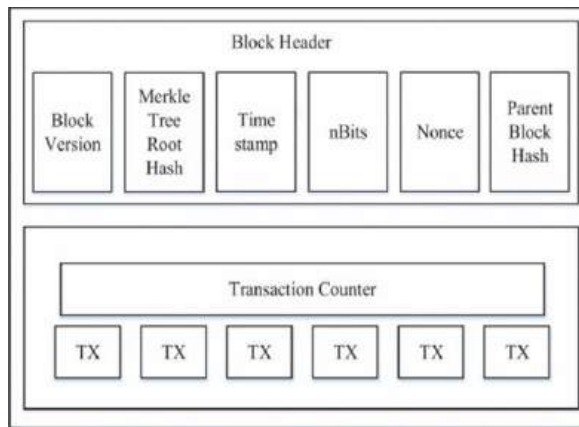 Block Header
Block
Version
Merkle
Tree
Root
Hash
Time
stamp
nBits
Nonce
Parent
Block
Hash
Transaction Counter
TX TX TX TX TX TX